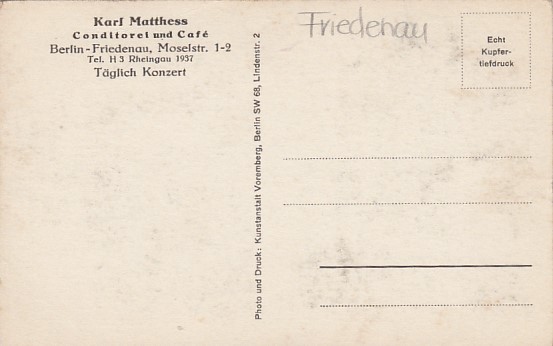 Karl Matthess
Conditorei und Café
Berlin-Friedenau, Moselstr. 1-2
Tel. H 3 Rheingau 1937
Täglich Konzert
Photo und Druck: Kunstanstalt Voremberg, Berlin SW 68, Lindenstr. 2
Friedenau
Echt
Kupfer-
tiefdruck